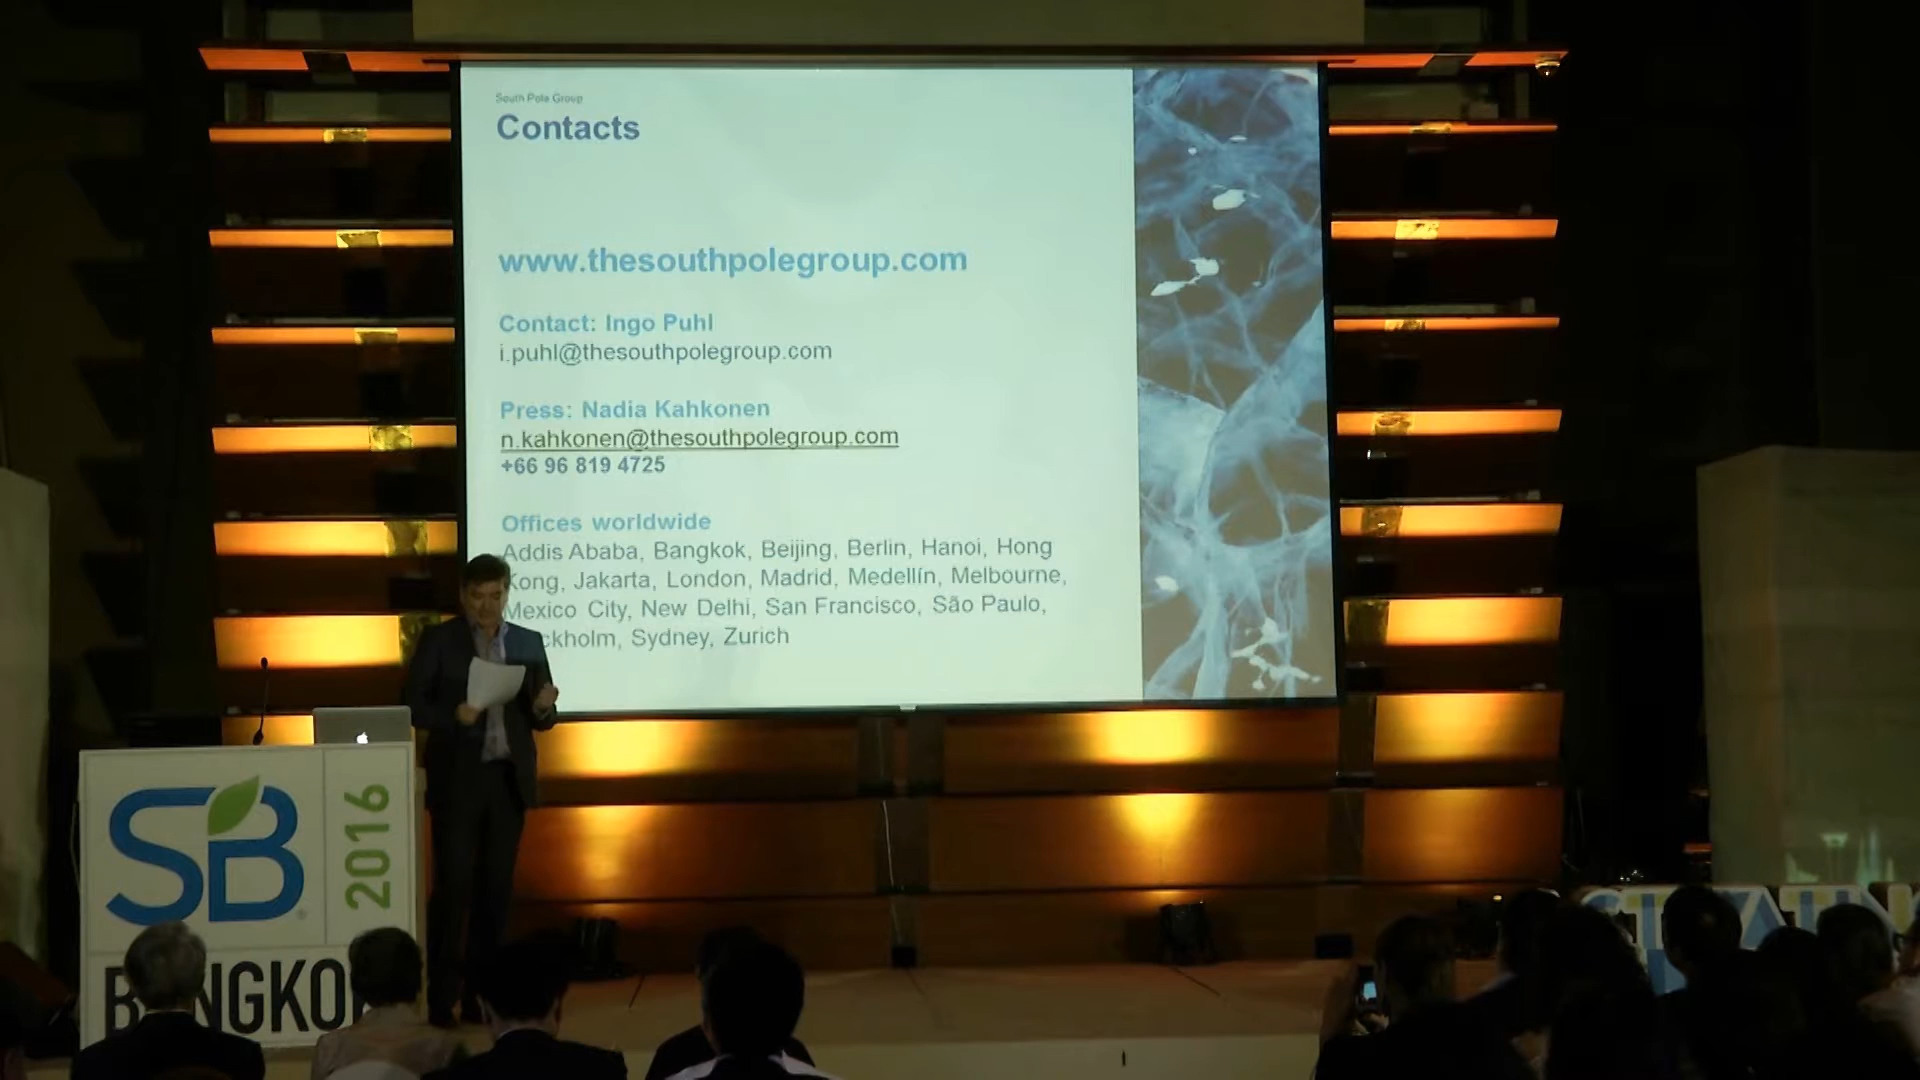 South Pole Group
Contacts
www.thesouthpolegroup.com
Contact: Ingo Puhl
i.puhl@thesouthpolegroup.com
Press: Nadia Kahkonen
n.kahkonen@thesouthpolegroup.com
+66 96 819 4725
Offices worldwide
Addis Ababa, Bangkok, Beijing, Berlin, Hanoi, Hong
Kong, Jakarta, London, Madrid, Medellín, Melbourne,
Mexico City, New Delhi, San Francisco, São Paulo,
ckholm, Sydney, Zurich
SB
2016
BANGKOK